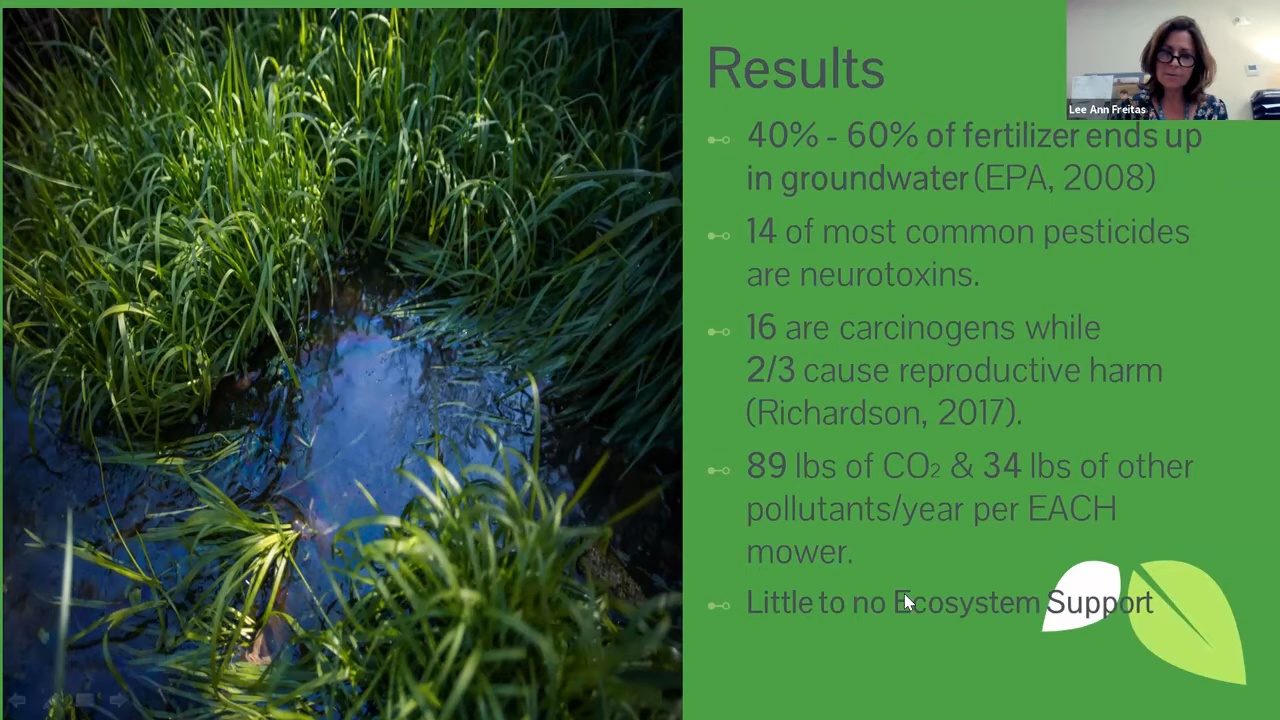 Results
Lee Ann Freitas
40% - 60% of fertilizer ends up
in groundwater (EPA, 2008)
14 of most common pesticides
are neurotoxins.
16 are carcinogens while
2/3 cause reproductive harm
(Richardson, 2017).
89 lbs of CO₂ & 34 lbs of other
pollutants/year per EACH
mower.
Little to no Ecosystem Support